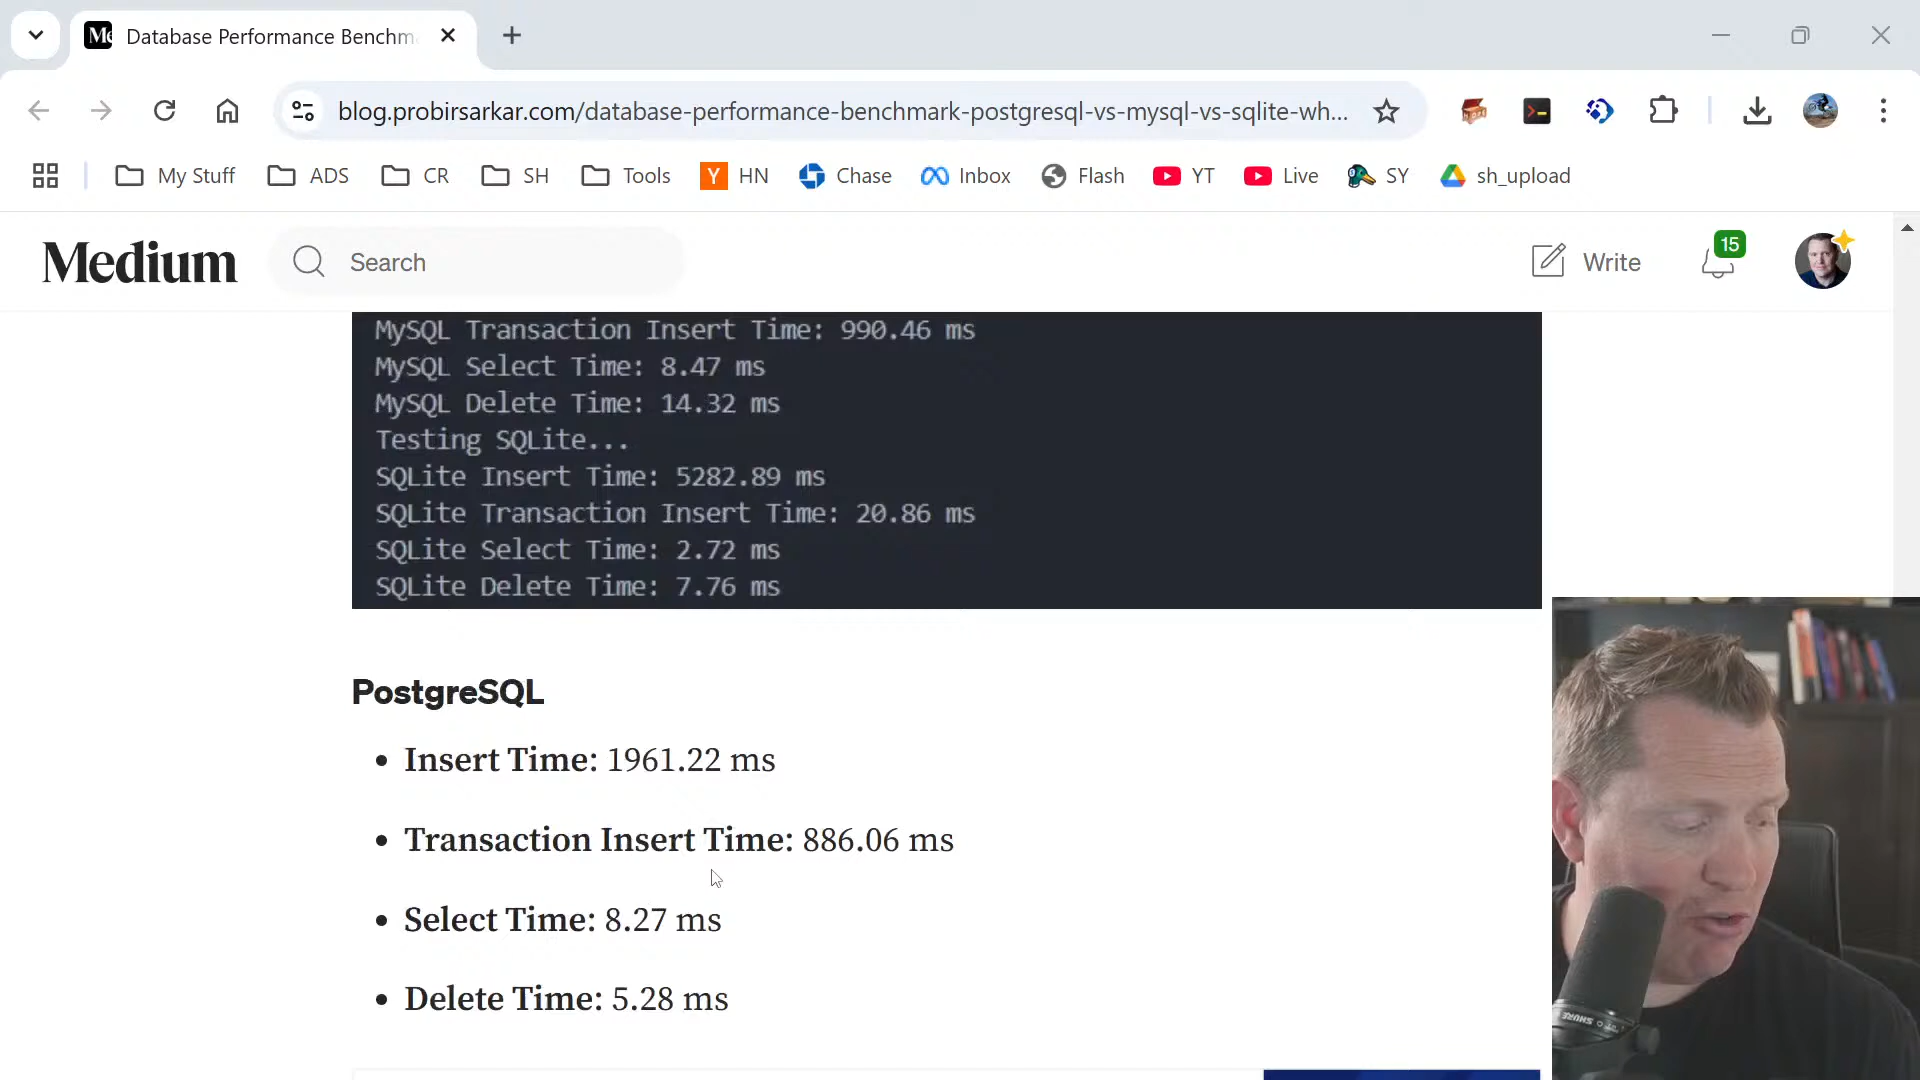 Me Database Performance Benchm
blog.probirsarkar.com/database-performance-benchmark-postgresql-vs-mysql-vs-sqlite-wh...
My Stuff ADS CR SH Tools Y HN Chase Inbox Flash YT Live SY sh_upload
Medium Search Write 15
MySQL Transaction Insert Time: 990.46 ms
MySQL Select Time: 8.47 ms
MySQL Delete Time: 14.32 ms
Testing SQLite...
SQLite Insert Time: 5282.89 ms
SQLite Transaction Insert Time: 20.86 ms
SQLite Select Time: 2.72 ms
SQLite Delete Time: 7.76 ms
PostgreSQL
• Insert Time: 1961.22 ms
• Transaction Insert Time: 886.06 ms
• Select Time: 8.27 ms
• Delete Time: 5.28 ms
SHURE